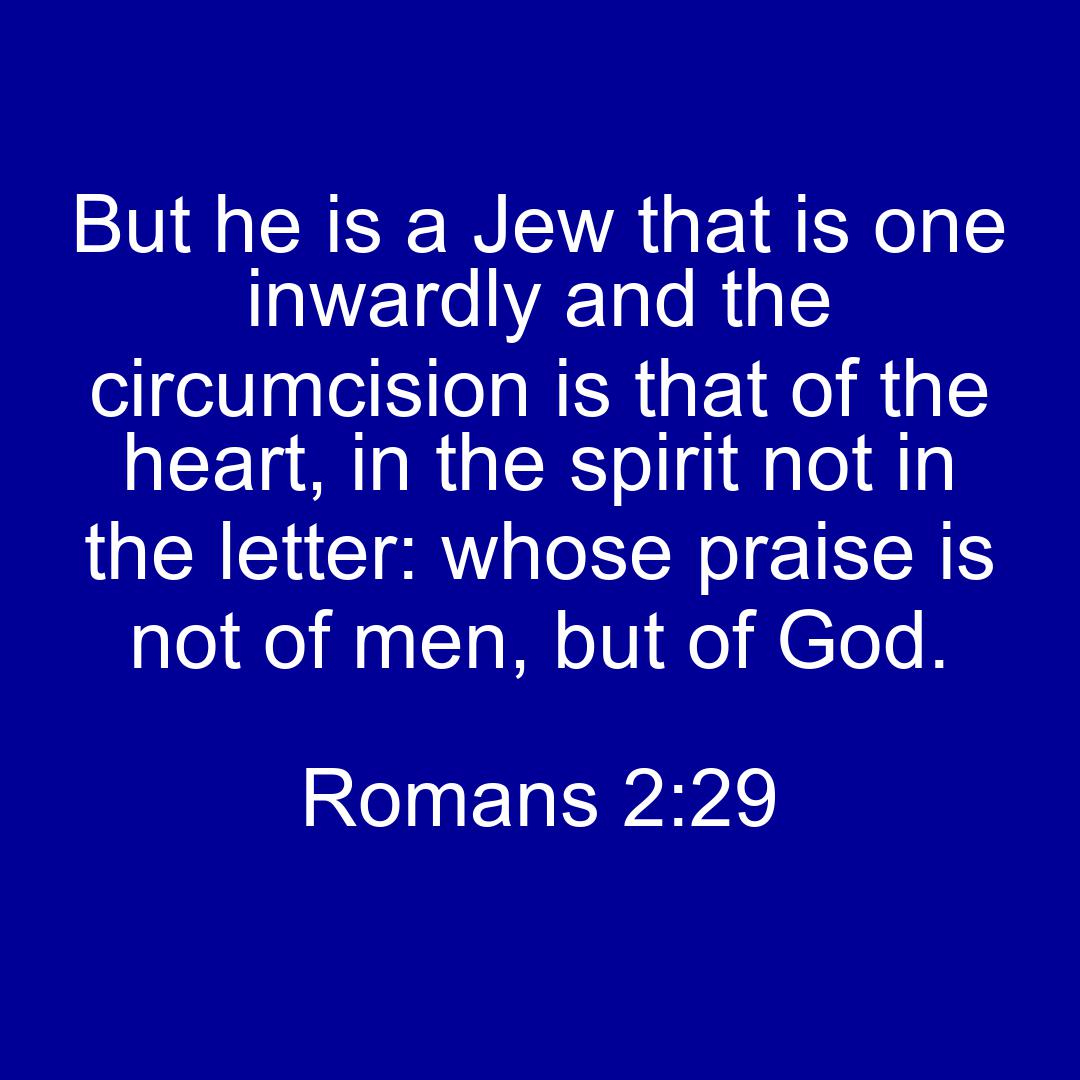 But he is a Jew that is one
inwardly and the
circumcision is that of the
heart, in the spirit not in
the letter: whose praise is
not of men, but of God.
Romans 2:29